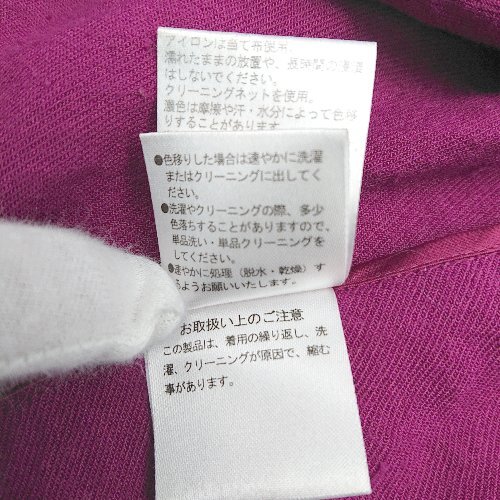 アイロンは当て布使用。
濡れたままの放置や、長時間の浸漬
はしないでください。
クリーニングネットを使用。
濃色は摩擦や汗・水分によって色移
りすることがあります。
●色移りした場合は速やかに洗濯
またはクリーニングに出してく
ださい。
●洗濯やクリーニングの際、多少
色落ちすることがありますので、
単品洗い・単品クリーニングを
してください。
●速やかに処理（脱水・乾燥）す
るようお願いいたします。
お取扱い上のご注意
この製品は、着用の繰り返し、洗
濯、クリーニングが原因で、縮む
事があります。